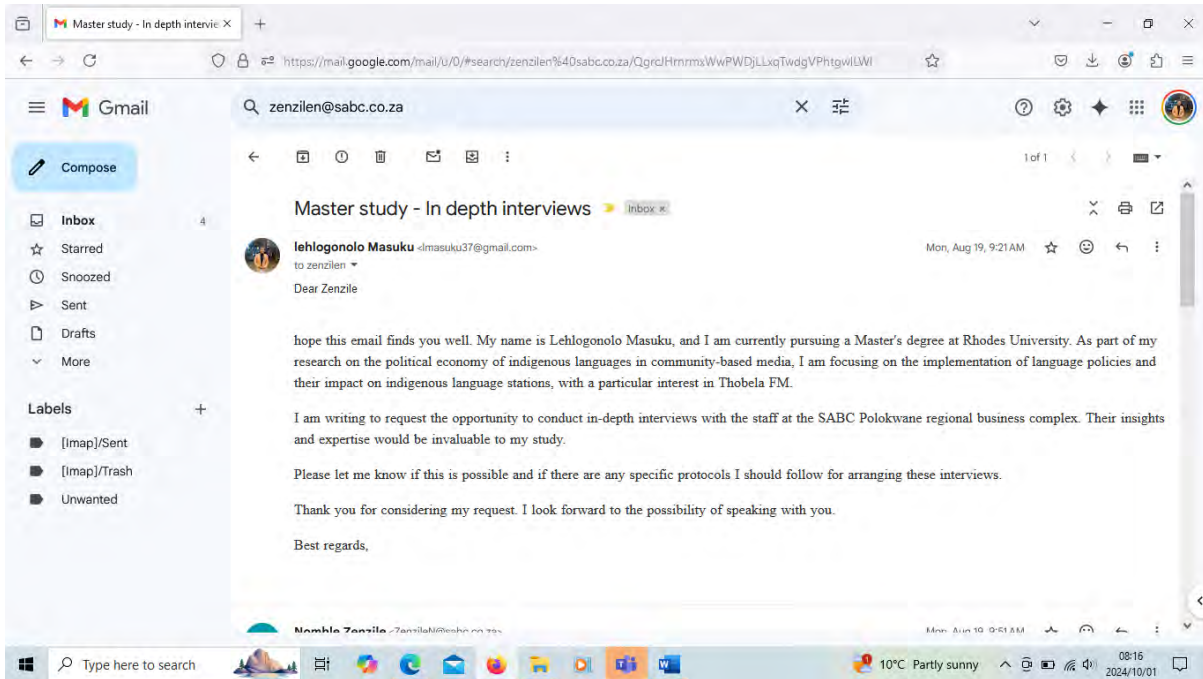 Master study - In depth intervie
https://mail.google.com/mail/u/0/#search/zenzilen%40sabc.co.za/QgrcJHrnrmsWwPWDjLLxqTwdgVPhtgwlLWl
Gmail
zenzilen@sabc.co.za
Compose
1 of 1
Master study - In depth interviews
Inbox ×
Inbox 4
Starred
Snoozed
Sent
Drafts
More
Labels
[Imap]/Sent
[Imap]/Trash
Unwanted
lehlogonolo Masuku <lmasuku37@gmail.com>
Mon, Aug 19, 9:21 AM
to zenzilen
Dear Zenzile
hope this email finds you well. My name is Lehlogonolo Masuku, and I am currently pursuing a Master's degree at Rhodes University. As part of my
research on the political economy of indigenous languages in community-based media, I am focusing on the implementation of language policies and
their impact on indigenous language stations, with a particular interest in Thobela FM.
I am writing to request the opportunity to conduct in-depth interviews with the staff at the SABC Polokwane regional business complex. Their insights
and expertise would be invaluable to my study.
Please let me know if this is possible and if there are any specific protocols I should follow for arranging these interviews.
Thank you for considering my request. I look forward to the possibility of speaking with you.
Best regards,
Nomble Zenzile <ZenzileN@sabc.co.za>
Mon, Aug 19, 9:51 AM
Type here to search
10°C Partly sunny
08:16
2024/10/01